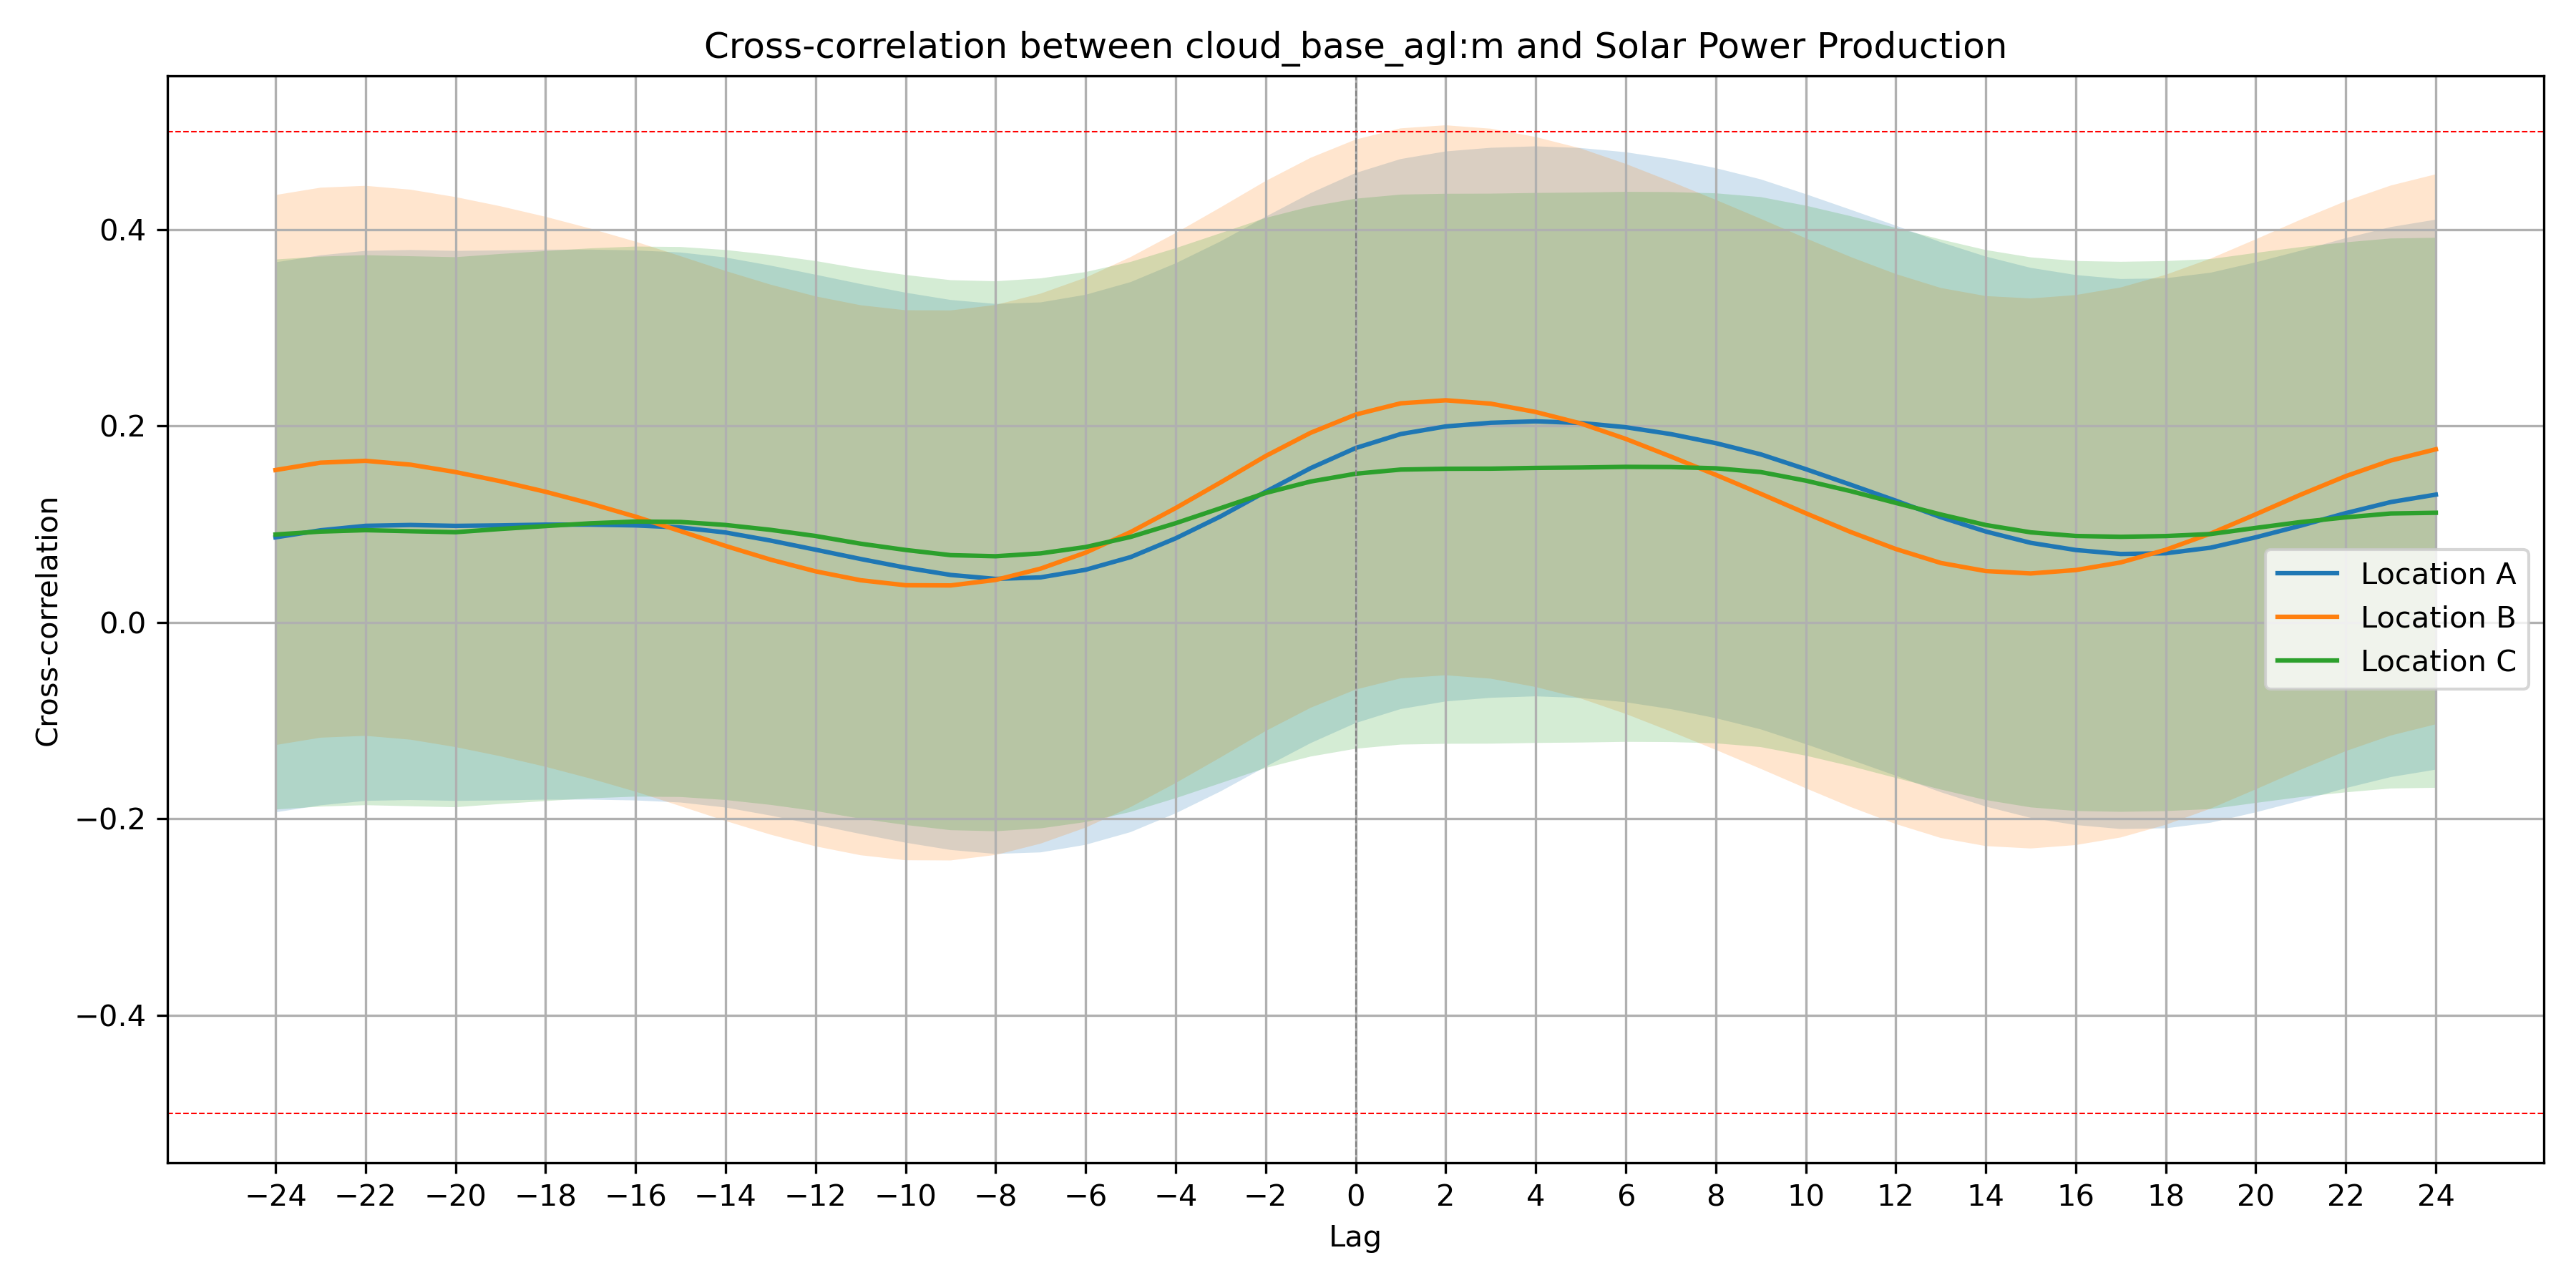 Cross-correlation between cloud_base_agl:m and Solar Power Production
Cross-correlation
0.4
0.2
0.0
−0.2
−0.4
Location A
Location B
Location C
−24 −22 −20 −18 −16 −14 −12 −10 −8 −6 −4 −2 0 2 4 6 8 10 12 14 16 18 20 22 24
Lag